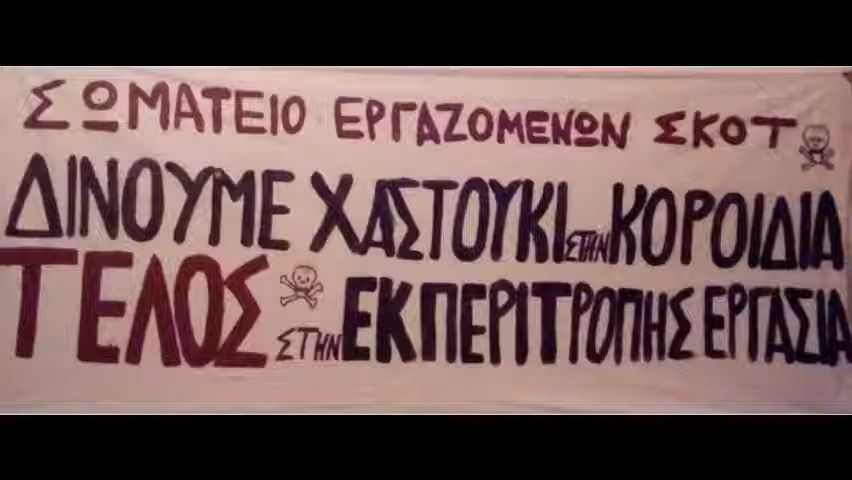 ΣΩΜΑΤΕΙΟ ΕΡΓΑΖΟΜΕΝΩΝ ΣΚΟΤ
ΔΙΝΟΥΜΕ ΧΑΣΤΟΥΚΙ ΣΤΗΝ ΚΟΡΟΙΔΙΑ
ΤΕΛΟΣ ΣΤΗΝ ΕΚ ΠΕΡΙΤΡΟΠΗΣ ΕΡΓΑΣΙΑ